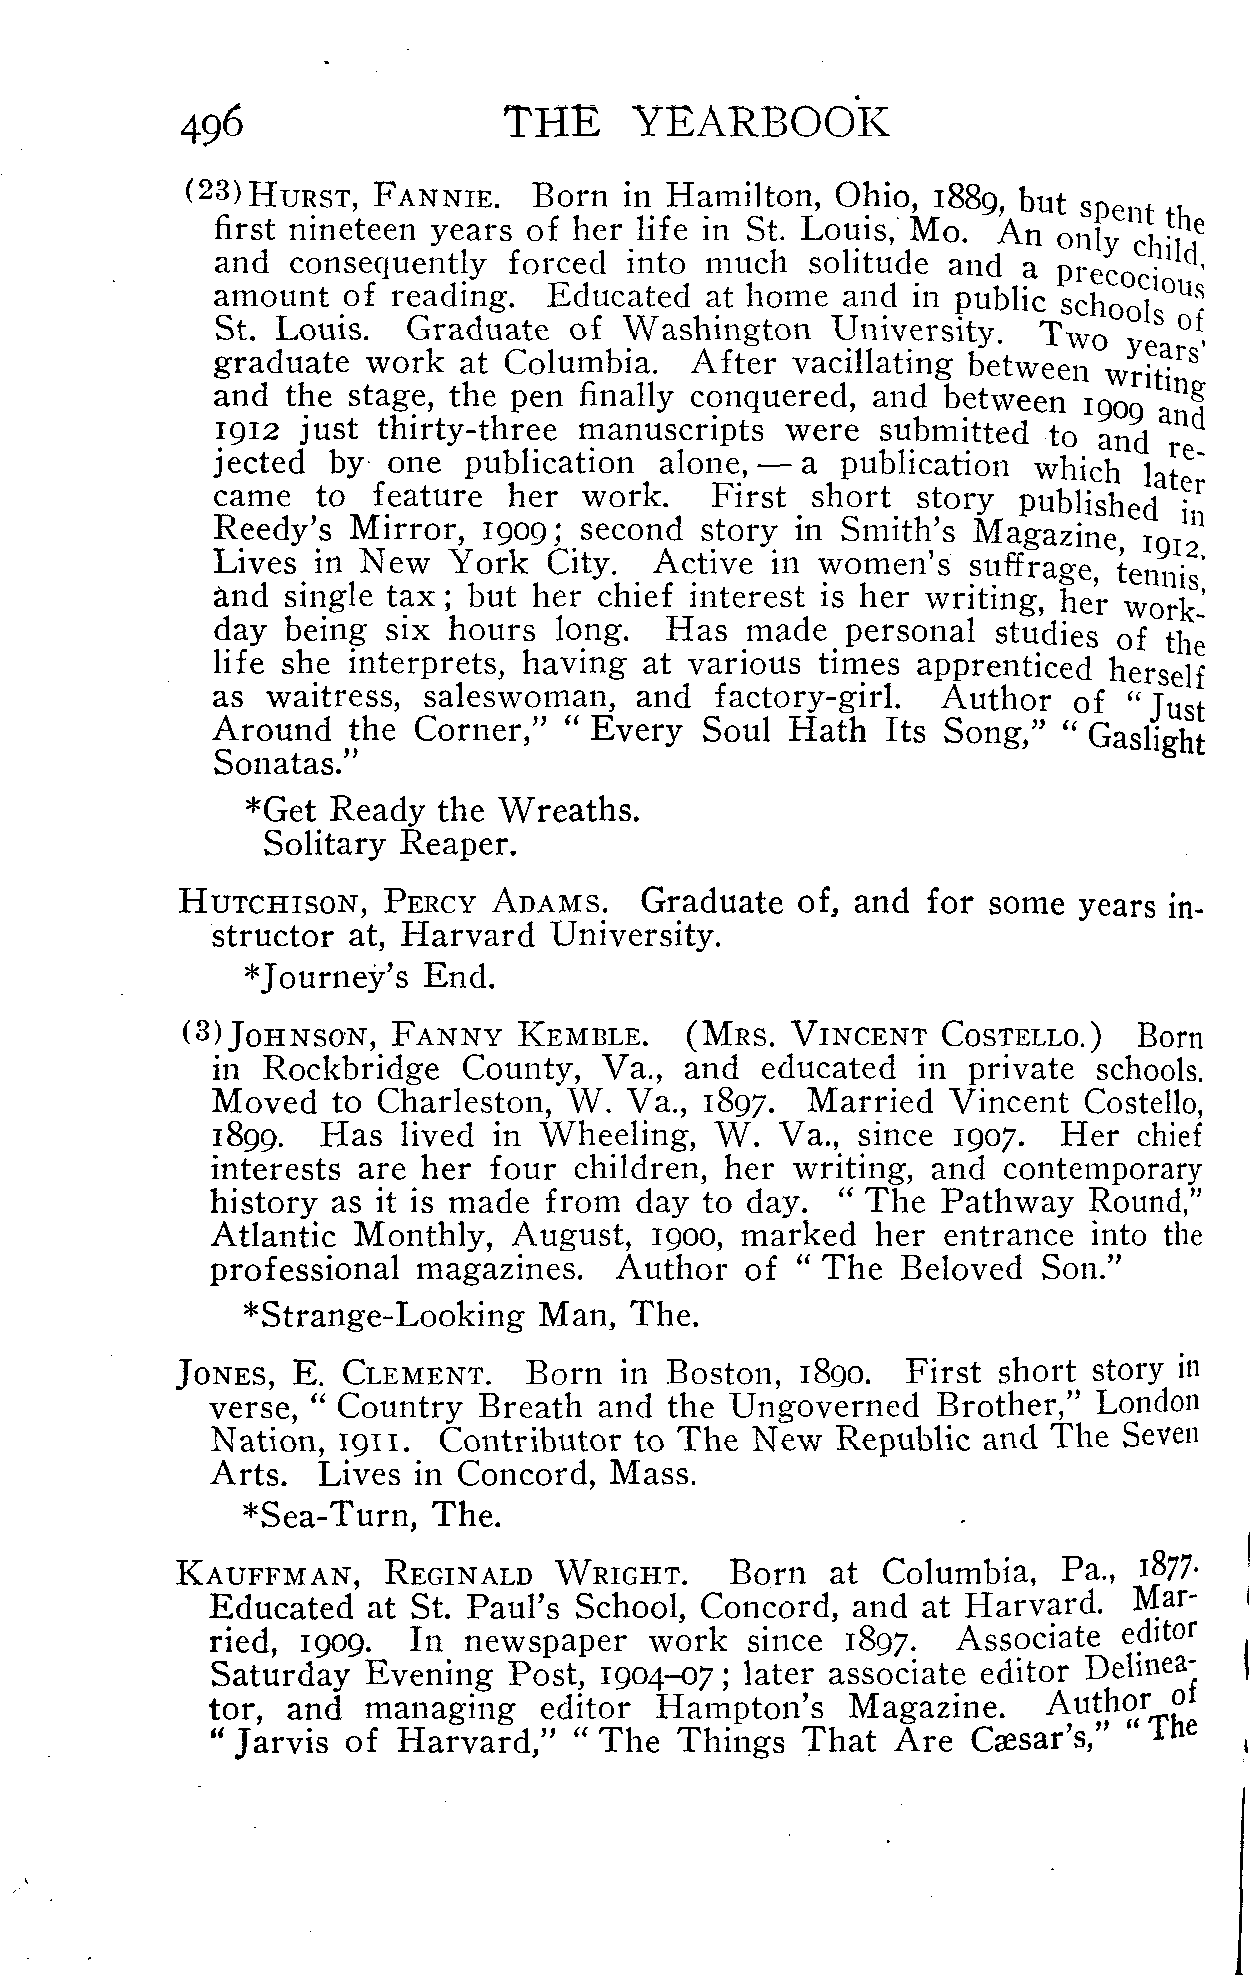 496 THE YEARBOOK
(23) HURST, FANNIE. Born in Hamilton, Ohio, 1889, but spent the
first nineteen years of her life in St. Louis, Mo. An only child,
and consequently forced into much solitude and a precocious
amount of reading. Educated at home and in public schools of
St. Louis. Graduate of Washington University. Two years'
graduate work at Columbia. After vacillating between writing
and the stage, the pen finally conquered, and between 1909 and
1912 just thirty-three manuscripts were submitted to and re-
jected by one publication alone, — a publication which later
came to feature her work. First short story published in
Reedy's Mirror, 1909; second story in Smith's Magazine, 1912.
Lives in New York City. Active in women's suffrage, tennis,
and single tax; but her chief interest is her writing, her work-
day being six hours long. Has made personal studies of the
life she interprets, having at various times apprenticed herself
as waitress, saleswoman, and factory-girl. Author of "Just
Around the Corner," "Every Soul Hath Its Song," "Gaslight
Sonatas."
*Get Ready the Wreaths.
Solitary Reaper.
HUTCHISON, PERCY ADAMS. Graduate of, and for some years in-
structor at, Harvard University.
*Journey's End.
(3) JOHNSON, FANNY KEMBLE. (MRS. VINCENT COSTELLO.) Born
in Rockbridge County, Va., and educated in private schools.
Moved to Charleston, W. Va., 1897. Married Vincent Costello,
1899. Has lived in Wheeling, W. Va., since 1907. Her chief
interests are her four children, her writing, and contemporary
history as it is made from day to day. "The Pathway Round,"
Atlantic Monthly, August, 1900, marked her entrance into the
professional magazines. Author of "The Beloved Son."
*Strange-Looking Man, The.
JONES, E. CLEMENT. Born in Boston, 1890. First short story in
verse, "Country Breath and the Ungoverned Brother," London
Nation, 1911. Contributor to The New Republic and The Seven
Arts. Lives in Concord, Mass.
*Sea-Turn, The.
KAUFFMAN, REGINALD WRIGHT. Born at Columbia, Pa., 1877.
Educated at St. Paul's School, Concord, and at Harvard. Mar-
ried, 1909. In newspaper work since 1897. Associate editor
Saturday Evening Post, 1904–07; later associate editor Delinea-
tor, and managing editor Hampton's Magazine. Author of
"Jarvis of Harvard," "The Things That Are Cæsar's," "The